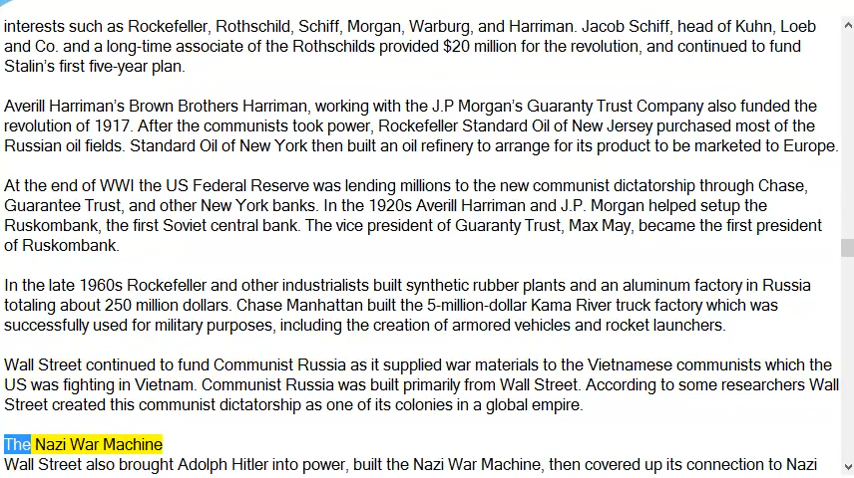 interests such as Rockefeller, Rothschild, Schiff, Morgan, Warburg, and Harriman. Jacob Schiff, head of Kuhn, Loeb
and Co. and a long-time associate of the Rothschilds provided $20 million for the revolution, and continued to fund
Stalin's first five-year plan.
Averill Harriman's Brown Brothers Harriman, working with the J.P Morgan's Guaranty Trust Company also funded the
revolution of 1917. After the communists took power, Rockefeller Standard Oil of New Jersey purchased most of the
Russian oil fields. Standard Oil of New York then built an oil refinery to arrange for its product to be marketed to Europe.
At the end of WWI the US Federal Reserve was lending millions to the new communist dictatorship through Chase,
Guarantee Trust, and other New York banks. In the 1920s Averill Harriman and J.P. Morgan helped setup the
Ruskombank, the first Soviet central bank. The vice president of Guaranty Trust, Max May, became the first president
of Ruskombank.
In the late 1960s Rockefeller and other industrialists built synthetic rubber plants and an aluminum factory in Russia
totaling about 250 million dollars. Chase Manhattan built the 5-million-dollar Kama River truck factory which was
successfully used for military purposes, including the creation of armored vehicles and rocket launchers.
Wall Street continued to fund Communist Russia as it supplied war materials to the Vietnamese communists which the
US was fighting in Vietnam. Communist Russia was built primarily from Wall Street. According to some researchers Wall
Street created this communist dictatorship as one of its colonies in a global empire.
The Nazi War Machine
Wall Street also brought Adolph Hitler into power, built the Nazi War Machine, then covered up its connection to Nazi